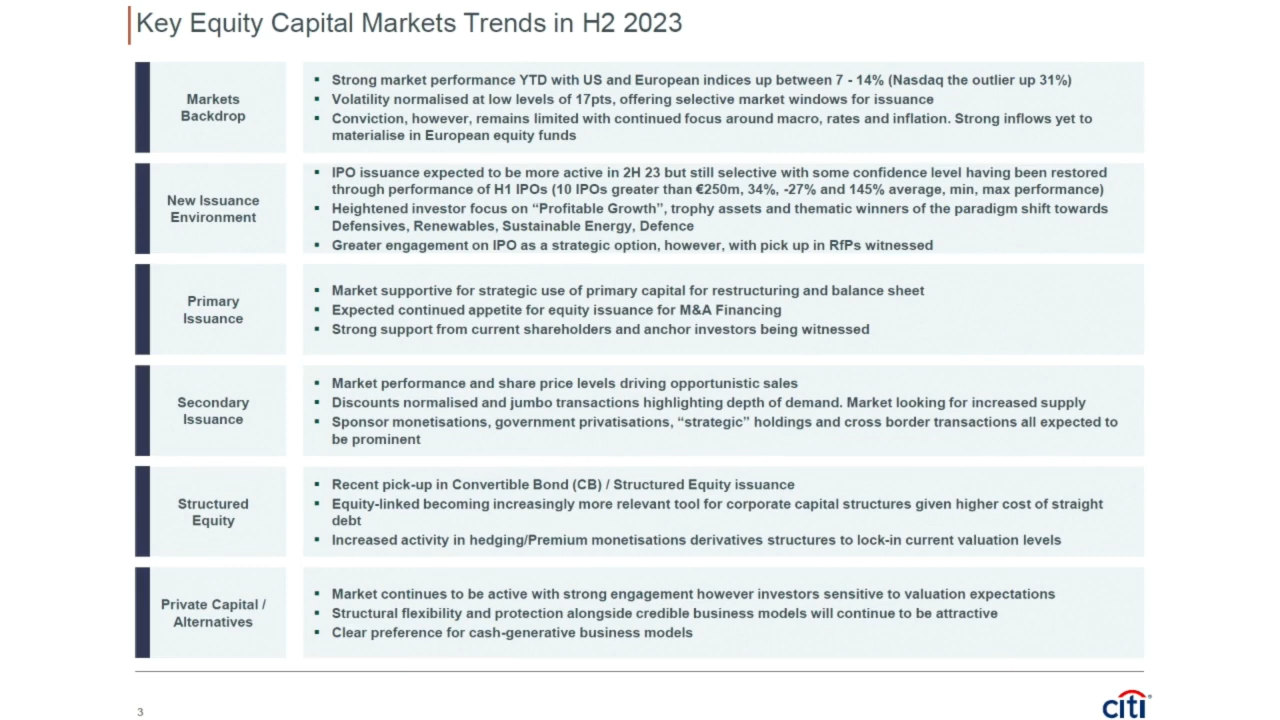 Key Equity Capital Markets Trends in H2 2023
Markets
Backdrop
▪ Strong market performance YTD with US and European indices up between 7 - 14% (Nasdaq the outlier up 31%)
▪ Volatility normalised at low levels of 17pts, offering selective market windows for issuance
▪ Conviction, however, remains limited with continued focus around macro, rates and inflation. Strong inflows yet to
materialise in European equity funds
New Issuance
Environment
▪ IPO issuance expected to be more active in 2H 23 but still selective with some confidence level having been restored
through performance of H1 IPOs (10 IPOs greater than €250m, 34%, -27% and 145% average, min, max performance)
▪ Heightened investor focus on “Profitable Growth”, trophy assets and thematic winners of the paradigm shift towards
Defensives, Renewables, Sustainable Energy, Defence
▪ Greater engagement on IPO as a strategic option, however, with pick up in RfPs witnessed
Primary
Issuance
▪ Market supportive for strategic use of primary capital for restructuring and balance sheet
▪ Expected continued appetite for equity issuance for M&A Financing
▪ Strong support from current shareholders and anchor investors being witnessed
Secondary
Issuance
▪ Market performance and share price levels driving opportunistic sales
▪ Discounts normalised and jumbo transactions highlighting depth of demand. Market looking for increased supply
▪ Sponsor monetisations, government privatisations, “strategic” holdings and cross border transactions all expected to
be prominent
Structured
Equity
▪ Recent pick-up in Convertible Bond (CB) / Structured Equity issuance
▪ Equity-linked becoming increasingly more relevant tool for corporate capital structures given higher cost of straight
debt
▪ Increased activity in hedging/Premium monetisations derivatives structures to lock-in current valuation levels
Private Capital /
Alternatives
▪ Market continues to be active with strong engagement however investors sensitive to valuation expectations
▪ Structural flexibility and protection alongside credible business models will continue to be attractive
▪ Clear preference for cash-generative business models
3
citi®